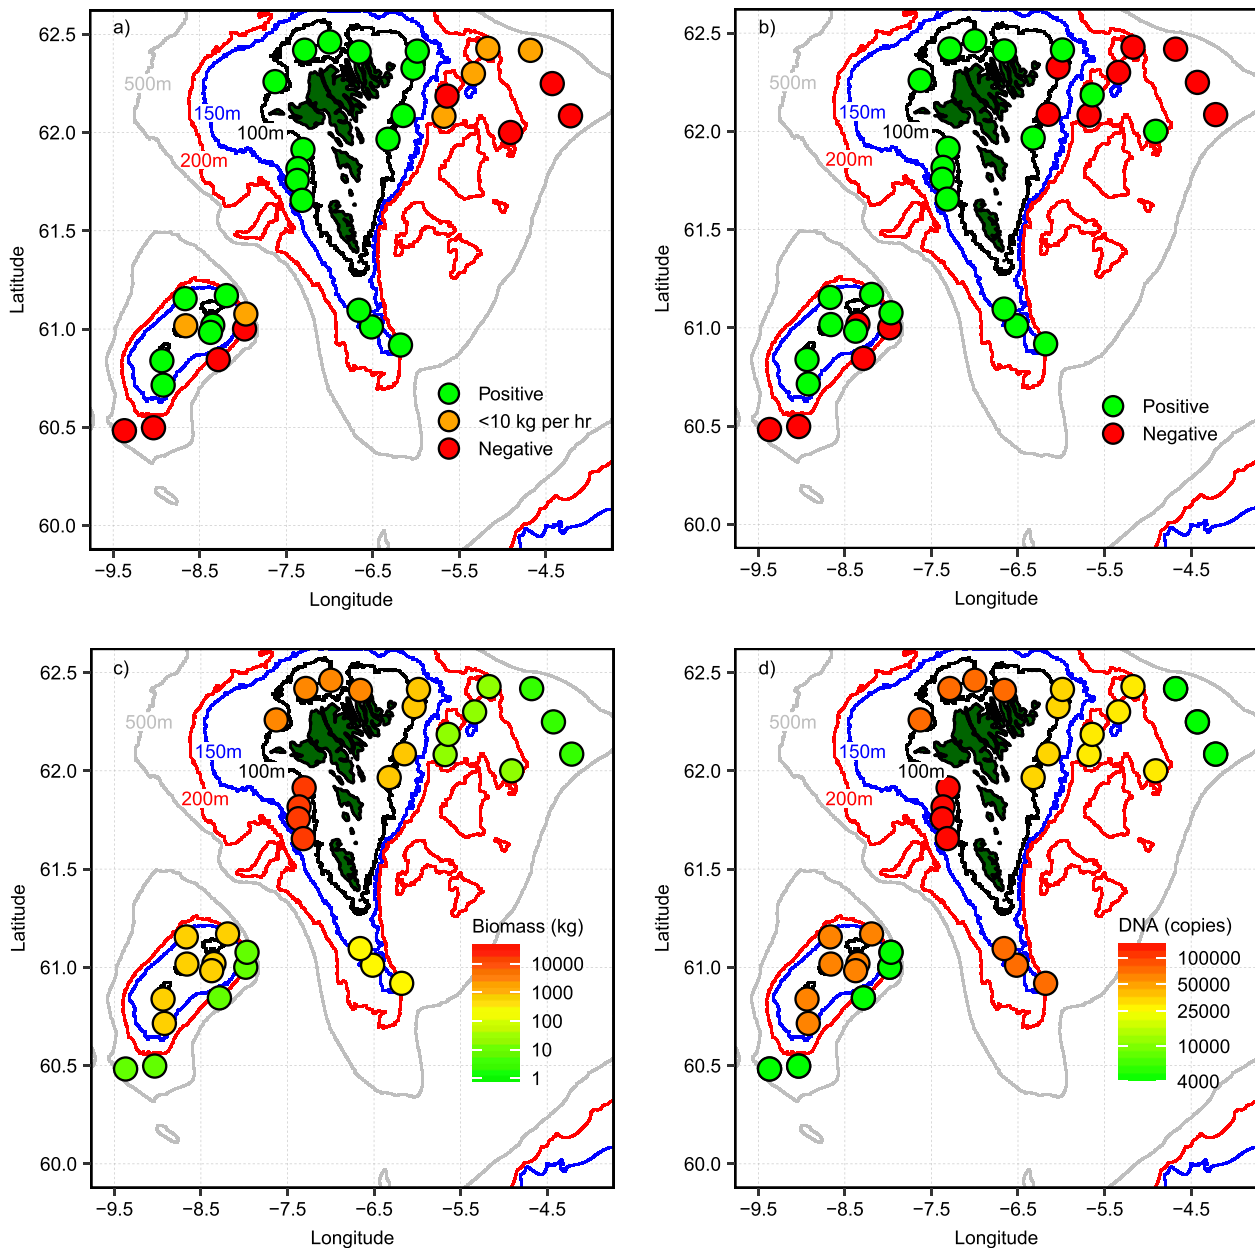 a)
62.5
62.0
61.5
61.0
60.5
60.0
Latitude
500m
150m
100m
200m
Positive
<10 kg per hr
Negative
−9.5 −8.5 −7.5 −6.5 −5.5 −4.5
Longitude
b)
62.5
62.0
61.5
61.0
60.5
60.0
Latitude
500m
150m
100m
200m
Positive
Negative
−9.5 −8.5 −7.5 −6.5 −5.5 −4.5
Longitude
c)
62.5
62.0
61.5
61.0
60.5
60.0
Latitude
500m
150m
100m
200m
Biomass (kg)
10000
1000
100
10
1
−9.5 −8.5 −7.5 −6.5 −5.5 −4.5
Longitude
d)
62.5
62.0
61.5
61.0
60.5
60.0
Latitude
500m
150m
100m
200m
DNA (copies)
100000
50000
25000
10000
4000
−9.5 −8.5 −7.5 −6.5 −5.5 −4.5
Longitude